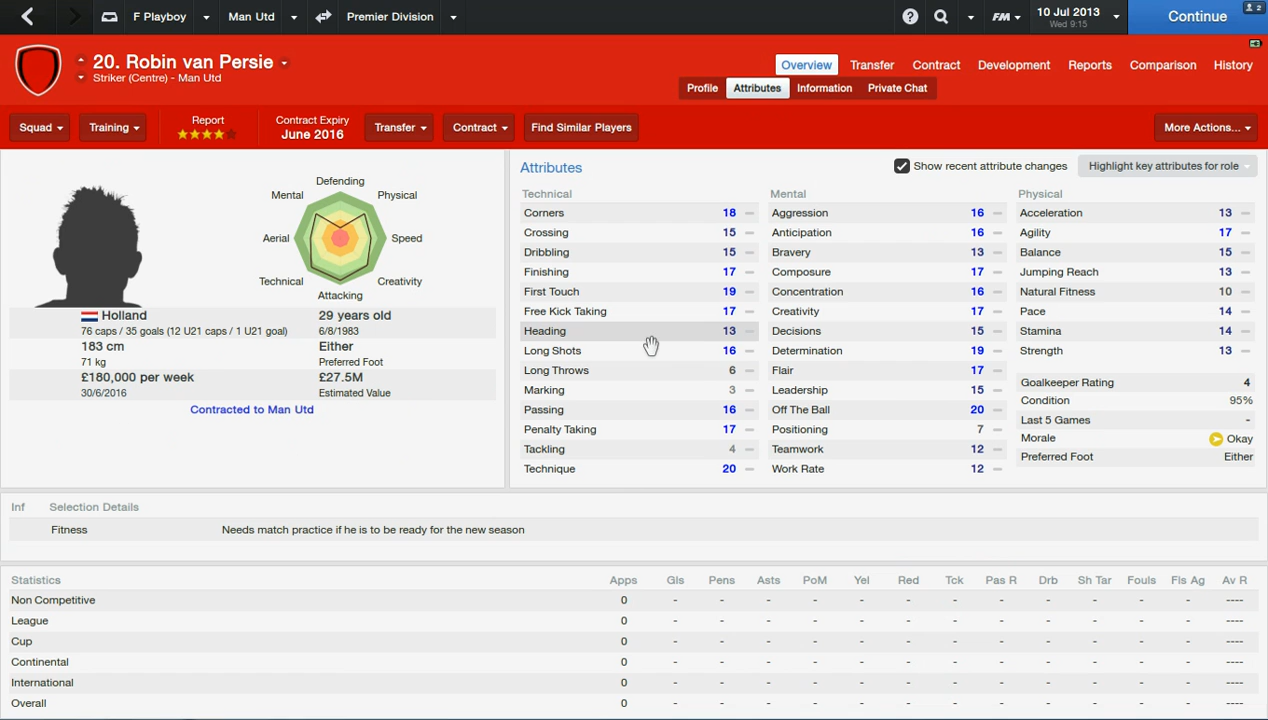 F Playboy Man Utd Premier Division FM 10 Jul 2013 Continue 2
Wed 9:15
20. Robin van Persie
Striker (Centre) - Man Utd
Overview Transfer Contract Development Reports Comparison History
Profile Attributes Information Private Chat
Squad Training Report Contract Expiry June 2016 Transfer Contract Find Similar Players More Actions...
Defending
Mental Physical
Aerial Speed
Technical Creativity
Attacking
Holland 29 years old
76 caps / 35 goals (12 U21 caps / 1 U21 goal) 6/8/1983
183 cm Either
71 kg Preferred Foot
£180,000 per week £27.5M
30/6/2016 Estimated Value
Contracted to Man Utd
Attributes Show recent attribute changes Highlight key attributes for role
Technical Mental Physical
Corners 18 - Aggression 16 - Acceleration 13 -
Crossing 15 - Anticipation 16 - Agility 17 -
Dribbling 15 - Bravery 13 - Balance 15 -
Finishing 17 - Composure 17 - Jumping Reach 13 -
First Touch 19 - Concentration 16 - Natural Fitness 10 -
Free Kick Taking 17 - Creativity 17 - Pace 14 -
Heading 13 - Decisions 15 - Stamina 14 -
Long Shots 16 - Determination 19 - Strength 13 -
Long Throws 6 - Flair 17 -
Marking 3 - Leadership 15 - Goalkeeper Rating 4
Passing 16 - Off The Ball 20 - Condition 95%
Penalty Taking 17 - Positioning 7 - Last 5 Games -
Tackling 4 - Teamwork 12 - Morale Okay
Technique 20 - Work Rate 12 - Preferred Foot Either
Inf Selection Details
Fitness Needs match practice if he is to be ready for the new season
Statistics Apps Gls Pens Asts PoM Yel Red Tck Pas R Drb Sh Tar Fouls Fls Ag Av R
Non Competitive 0 - - - - - - - - - - - - ----
League 0 - - - - - - - - - - - - ----
Cup 0 - - - - - - - - - - - - ----
Continental 0 - - - - - - - - - - - - ----
International 0 - - - - - - - - - - - - ----
Overall 0 - - - - - - - - - - - - ----